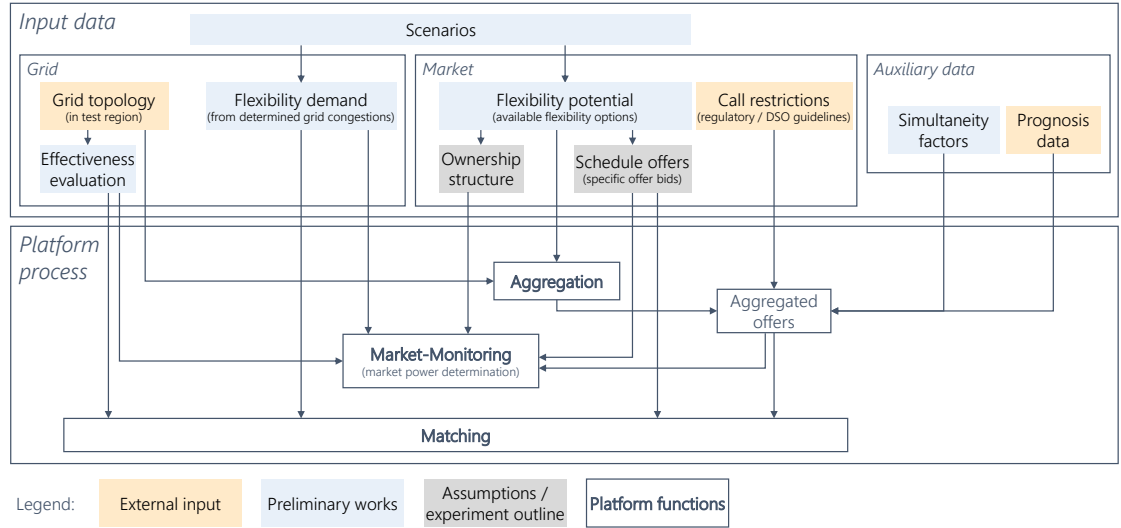 Input data
Scenarios
Grid
Market
Auxiliary data
Grid topology
(in test region)
Flexibility demand
(from determined grid congestions)
Flexibility potential
(available flexibility options)
Call restrictions
(regulatory / DSO guidelines)
Simultaneity
factors
Prognosis
data
Effectiveness
evaluation
Ownership
structure
Schedule offers
(specific offer bids)
Platform
process
Aggregation
Aggregated
offers
Market-Monitoring
(market power determination)
Matching
Legend:
External input
Preliminary works
Assumptions /
experiment outline
Platform functions